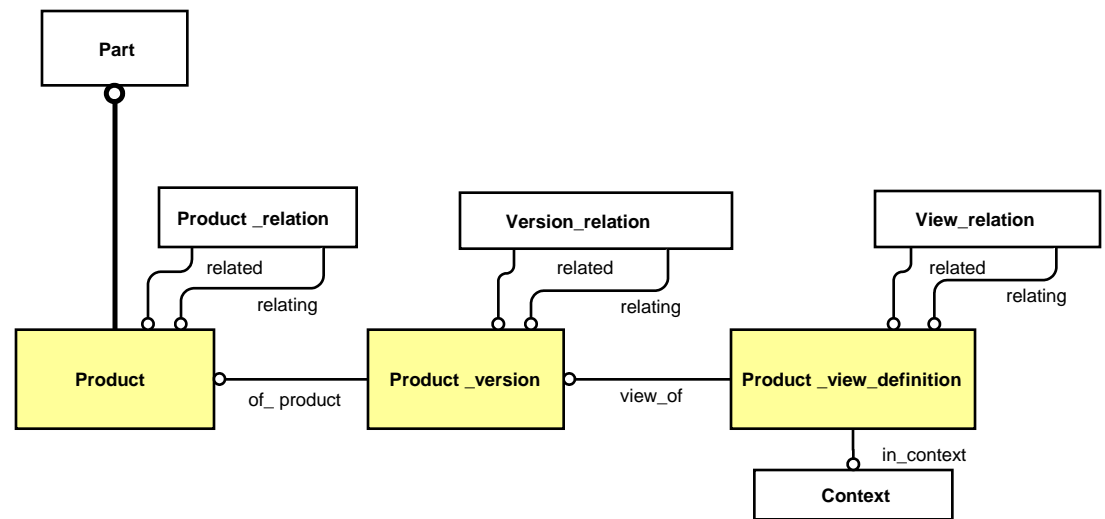 Part
Product _relation
Version_relation
View_relation
related
related
related
relating
relating
relating
Product
Product _version
Product _view_definition
of_ product
view_of
in_context
Context